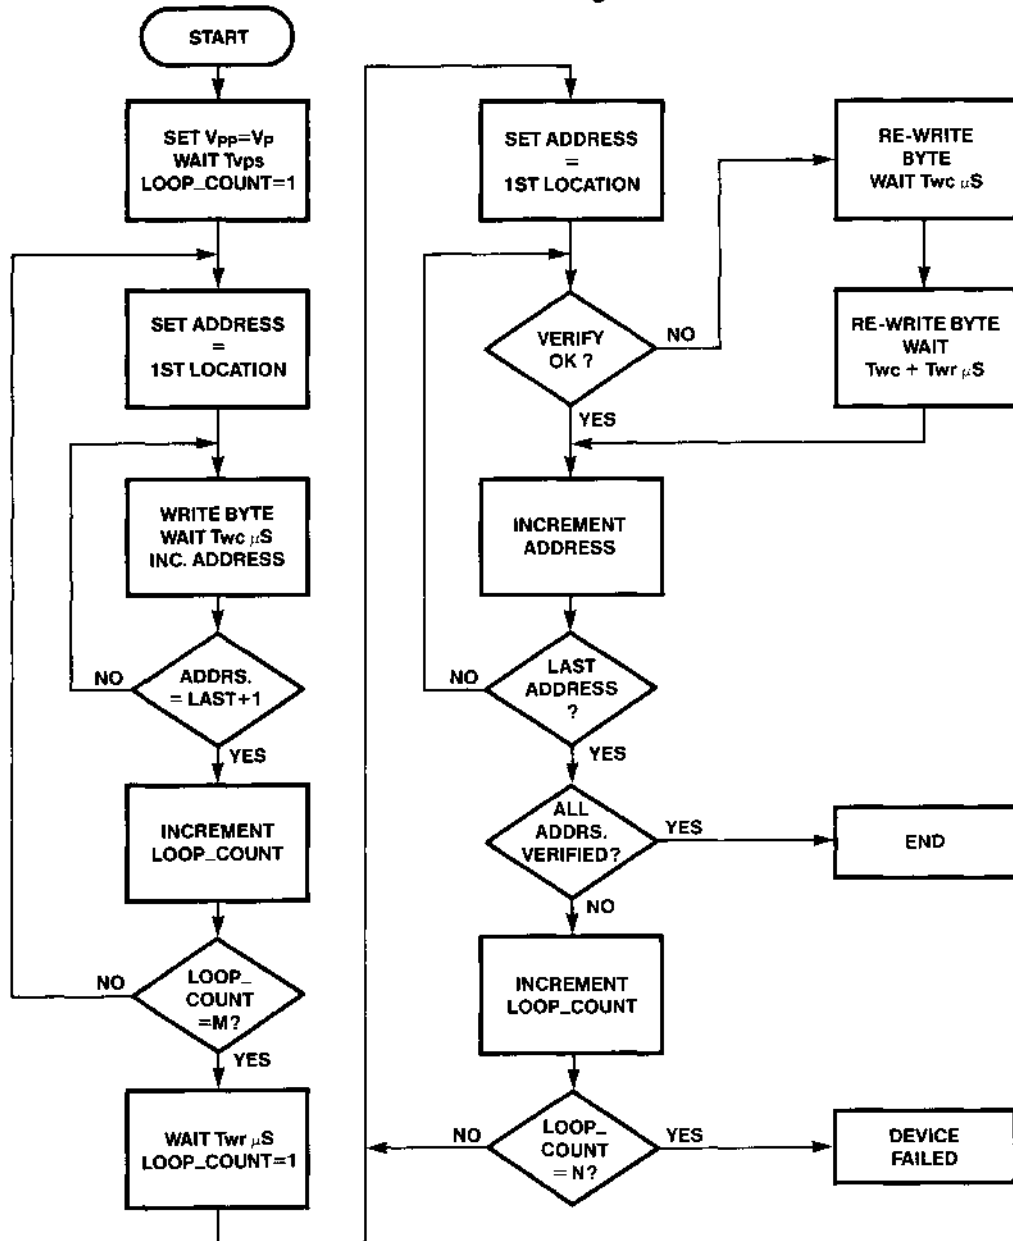 START
SET VPP=VP
WAIT Tvps
LOOP_COUNT=1
SET ADDRESS
=
1ST LOCATION
WRITE BYTE
WAIT Twc µS
INC. ADDRESS
NO
ADDRS.
= LAST+1
YES
INCREMENT
LOOP_COUNT
NO
LOOP_
COUNT
=M?
YES
WAIT Twr µS
LOOP_COUNT=1
SET ADDRESS
=
1ST LOCATION
VERIFY
OK ?
NO
YES
RE-WRITE
BYTE
WAIT Twc µS
RE-WRITE BYTE
WAIT
Twc + Twr µS
INCREMENT
ADDRESS
NO
LAST
ADDRESS
?
YES
ALL
ADDRS.
VERIFIED?
YES
END
NO
INCREMENT
LOOP_COUNT
NO
LOOP_
COUNT
= N?
YES
DEVICE
FAILED